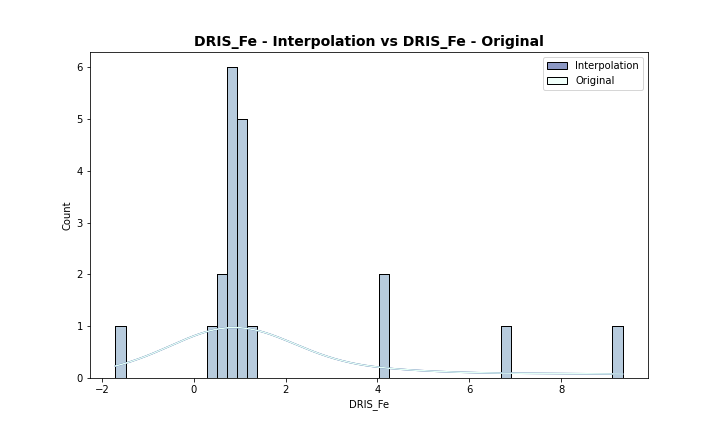 DRIS_Fe - Interpolation vs DRIS_Fe - Original
Interpolation
Original
6
5
4
3
2
1
0
Count
−2
0
2
4
6
8
DRIS_Fe